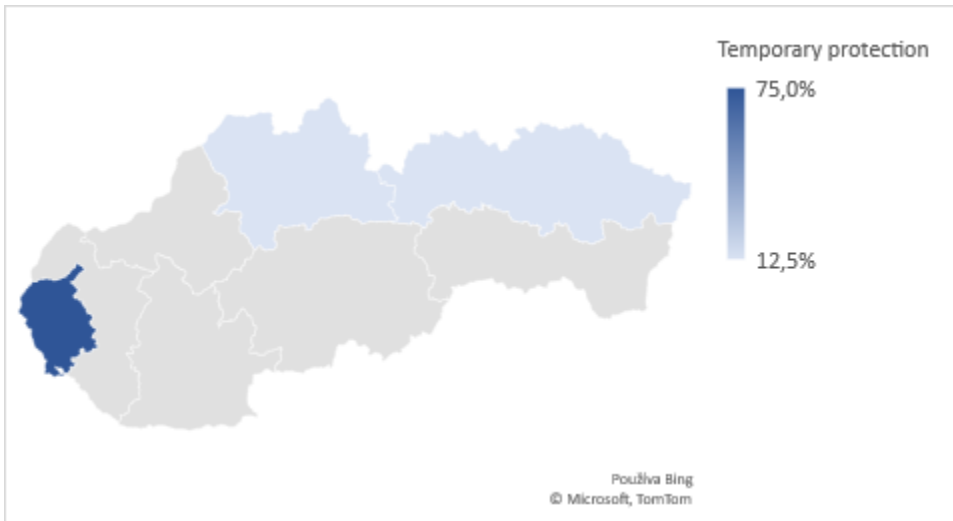 Temporary protection
75,0%
12,5%
Používa Bing
© Microsoft, TomTom